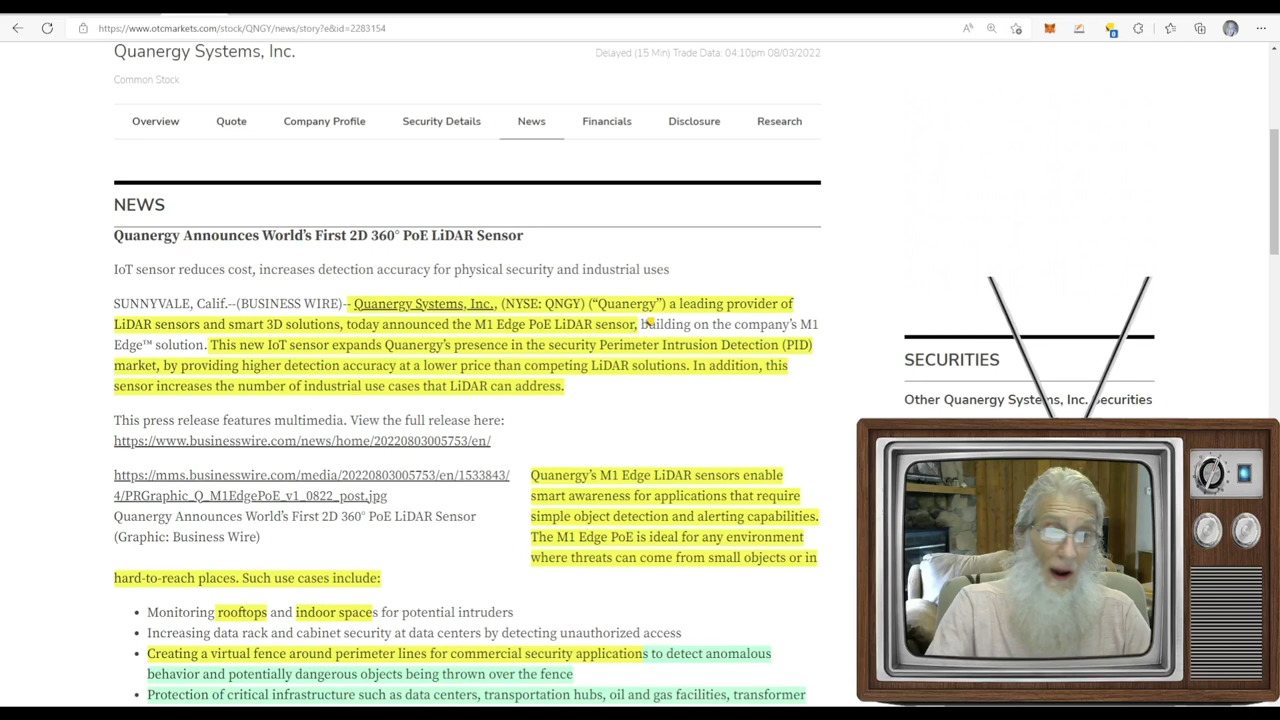 https://www.otcmarkets.com/stock/QNGY/news/story?e&id=2283154
Quanergy Systems, Inc.
Delayed (15 Min) Trade Data: 04:10pm 08/03/2022
Common Stock
Overview
Quote
Company Profile
Security Details
News
Financials
Disclosure
Research
NEWS
Quanergy Announces World's First 2D 360° PoE LiDAR Sensor
IoT sensor reduces cost, increases detection accuracy for physical security and industrial uses
SUNNYVALE, Calif.--(BUSINESS WIRE)-- Quanergy Systems, Inc., (NYSE: QNGY) (“Quanergy”) a leading provider of
LiDAR sensors and smart 3D solutions, today announced the M1 Edge PoE LiDAR sensor, building on the company's M1
Edge™ solution. This new IoT sensor expands Quanergy's presence in the security Perimeter Intrusion Detection (PID)
market, by providing higher detection accuracy at a lower price than competing LiDAR solutions. In addition, this
sensor increases the number of industrial use cases that LiDAR can address.
This press release features multimedia. View the full release here:
https://www.businesswire.com/news/home/20220803005753/en/
https://mms.businesswire.com/media/20220803005753/en/1533843/
4/PRGraphic_Q_M1EdgePoE_v1_0822_post.jpg
Quanergy Announces World's First 2D 360° PoE LiDAR Sensor
(Graphic: Business Wire)
Quanergy's M1 Edge LiDAR sensors enable
smart awareness for applications that require
simple object detection and alerting capabilities.
The M1 Edge PoE is ideal for any environment
where threats can come from small objects or in
hard-to-reach places. Such use cases include:
• Monitoring rooftops and indoor spaces for potential intruders
• Increasing data rack and cabinet security at data centers by detecting unauthorized access
• Creating a virtual fence around perimeter lines for commercial security applications to detect anomalous
behavior and potentially dangerous objects being thrown over the fence
• Protection of critical infrastructure such as data centers, transportation hubs, oil and gas facilities, transformer
SECURITIES
Other Quanergy Systems, Inc. Securities